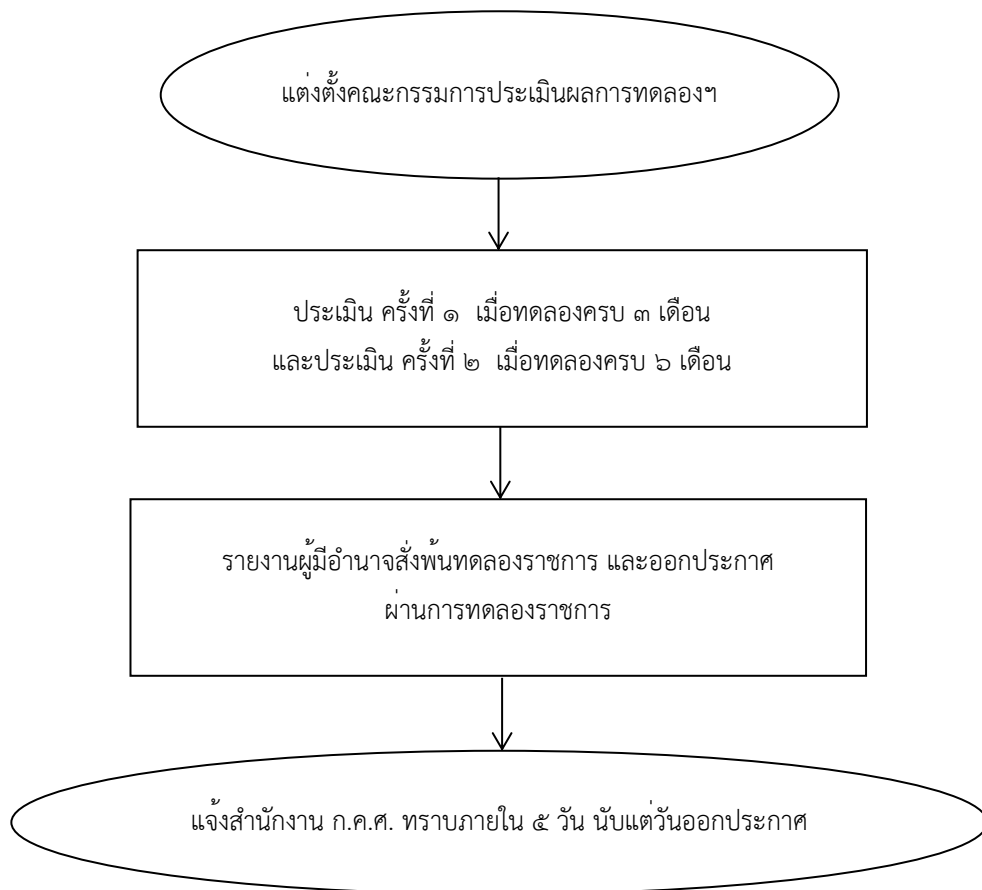 แต่งตั้งคณะกรรมการประเมินผลการทดลองฯ
ประเมิน ครั้งที่ ๑ เมื่อทดลองครบ ๓ เดือน
และประเมิน ครั้งที่ ๒ เมื่อทดลองครบ ๖ เดือน
รายงานผู้มีอำนาจสั่งพ้นทดลองราชการ และออกประกาศ
ผ่านการทดลองราชการ
แจ้งสำนักงาน ก.ค.ศ. ทราบภายใน ๕ วัน นับแต่วันออกประกาศ